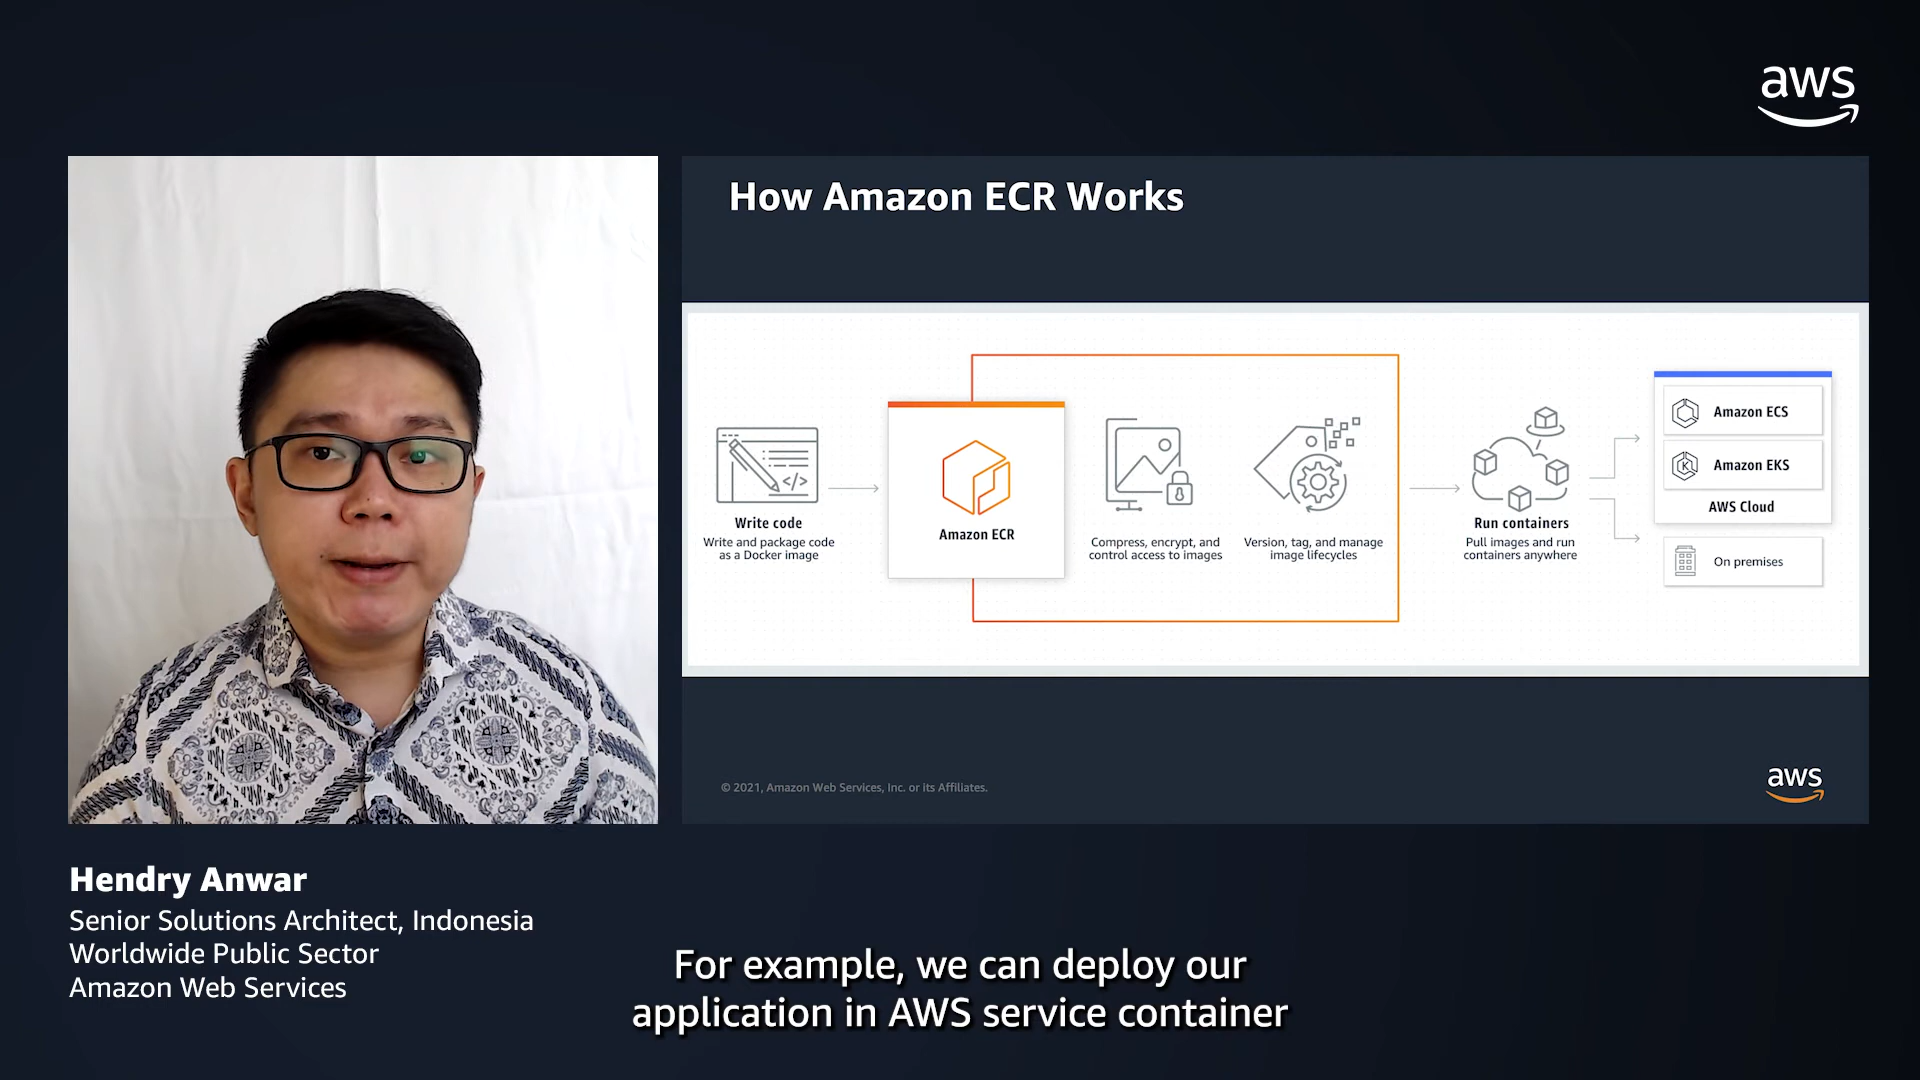 aws
How Amazon ECR Works
Write code
Write and package code
as a Docker image
Amazon ECR
Compress, encrypt, and
control access to images
Version, tag, and manage
image lifecycles
Run containers
Pull images and run
containers anywhere
Amazon ECS
Amazon EKS
AWS Cloud
On premises
© 2021, Amazon Web Services, Inc. or its Affiliates.
aws
Hendry Anwar
Senior Solutions Architect, Indonesia
Worldwide Public Sector
Amazon Web Services
For example, we can deploy our
application in AWS service container